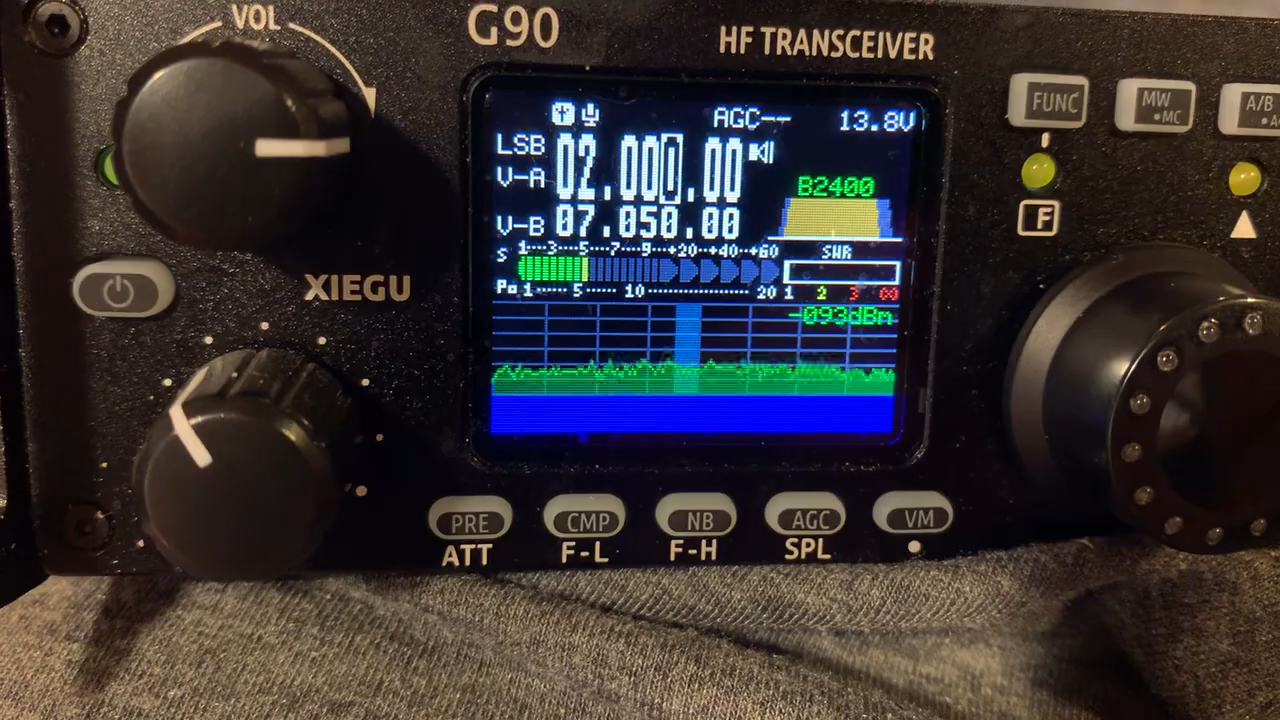 VOL
G90
HF TRANSCEIVER
FUNC
MW
•MC
A/B
F
XIEGU
AGC-- 13.8V
LSB
V-A 02.000.00
V-B 07.050.00
B2400
S 1···3···5···7···9···+20··+40··+60
SWR
Po 1·····5·····10···············20
1 2 3 ∞
-093dBm
PRE CMP NB AGC VM
ATT F-L F-H SPL